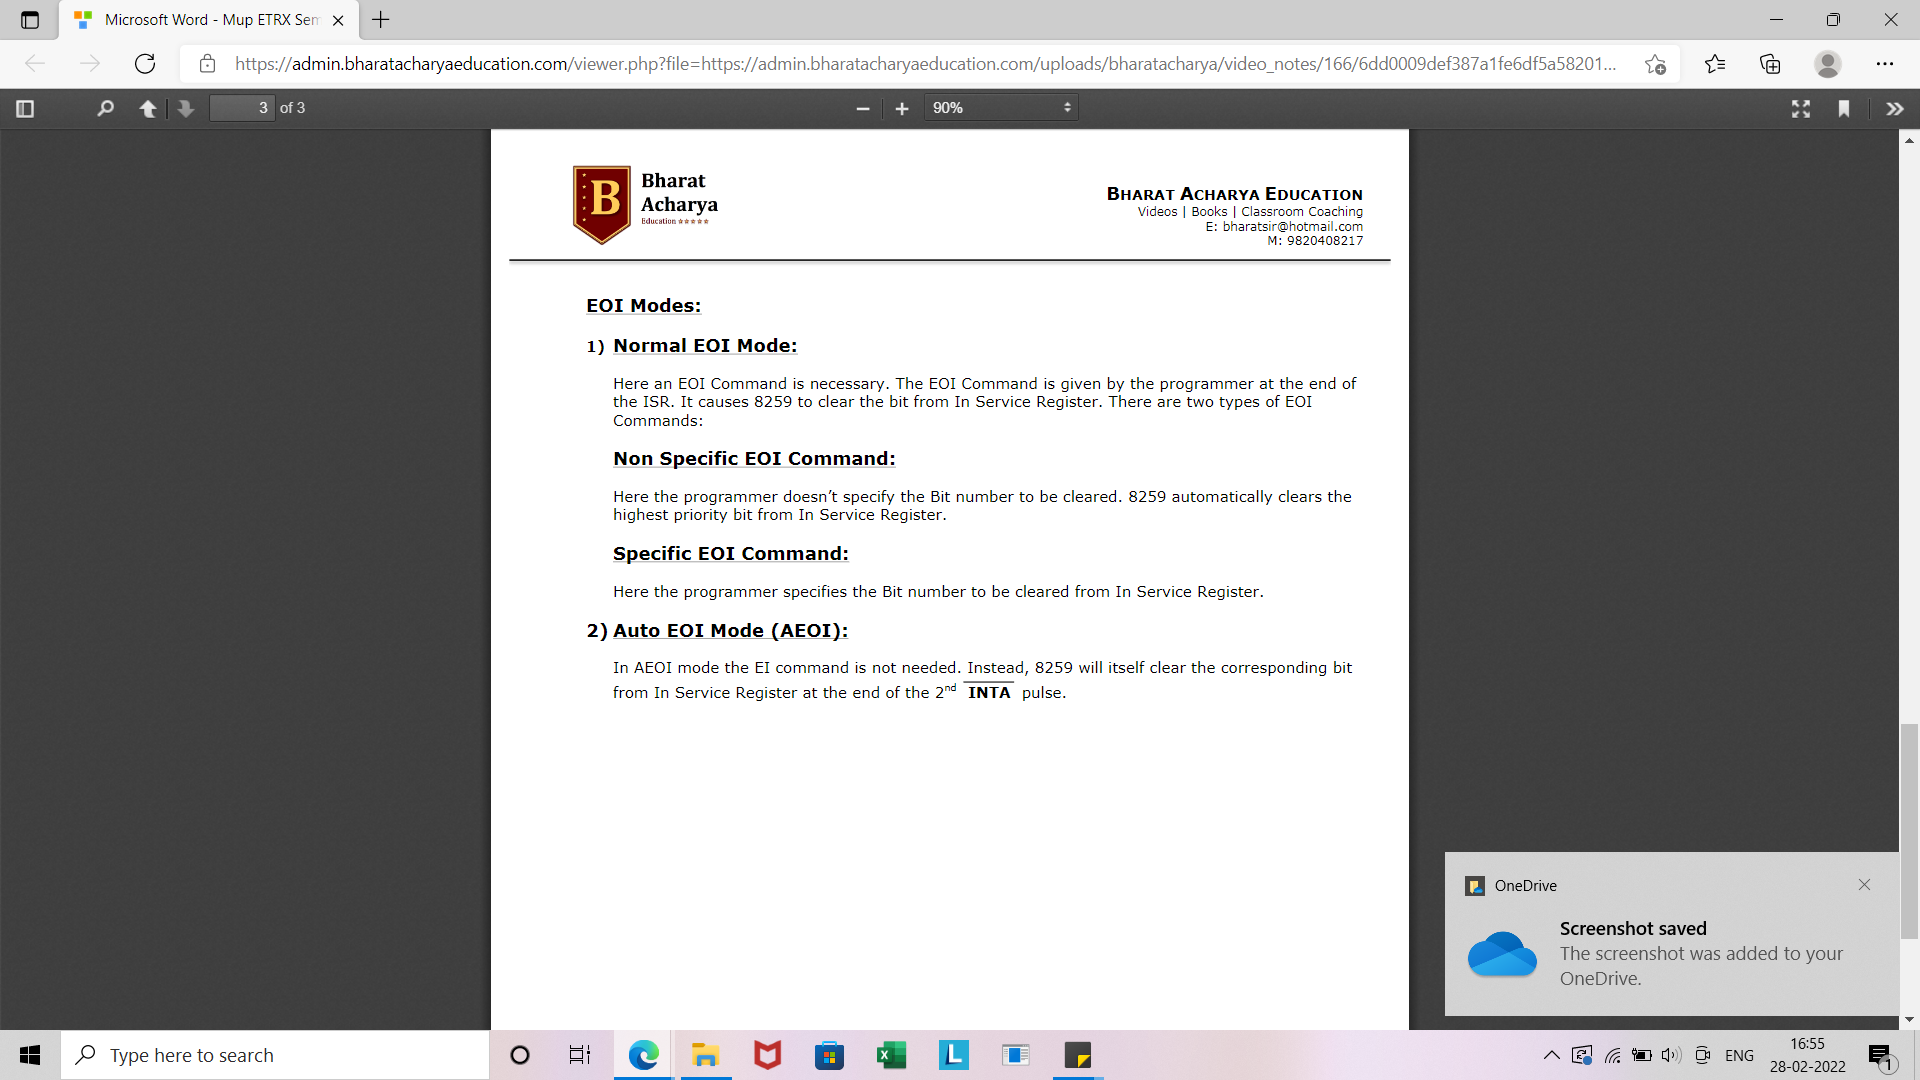 Microsoft Word - Mup ETRX Sem
https://admin.bharatacharyaeducation.com/viewer.php?file=https://admin.bharatacharyaeducation.com/uploads/bharatacharya/video_notes/166/6dd0009def387a1fe6df5a58201...
3 of 3
90%
B
Bharat
Acharya
Education
BHARAT ACHARYA EDUCATION
Videos | Books | Classroom Coaching
E: bharatsir@hotmail.com
M: 9820408217
EOI Modes:
1) Normal EOI Mode:
Here an EOI Command is necessary. The EOI Command is given by the programmer at the end of
the ISR. It causes 8259 to clear the bit from In Service Register. There are two types of EOI
Commands:
Non Specific EOI Command:
Here the programmer doesn’t specify the Bit number to be cleared. 8259 automatically clears the
highest priority bit from In Service Register.
Specific EOI Command:
Here the programmer specifies the Bit number to be cleared from In Service Register.
2) Auto EOI Mode (AEOI):
In AEOI mode the EI command is not needed. Instead, 8259 will itself clear the corresponding bit
from In Service Register at the end of the 2nd INTA pulse.
OneDrive
Screenshot saved
The screenshot was added to your
OneDrive.
Type here to search
L
ENG
16:55
28-02-2022
1